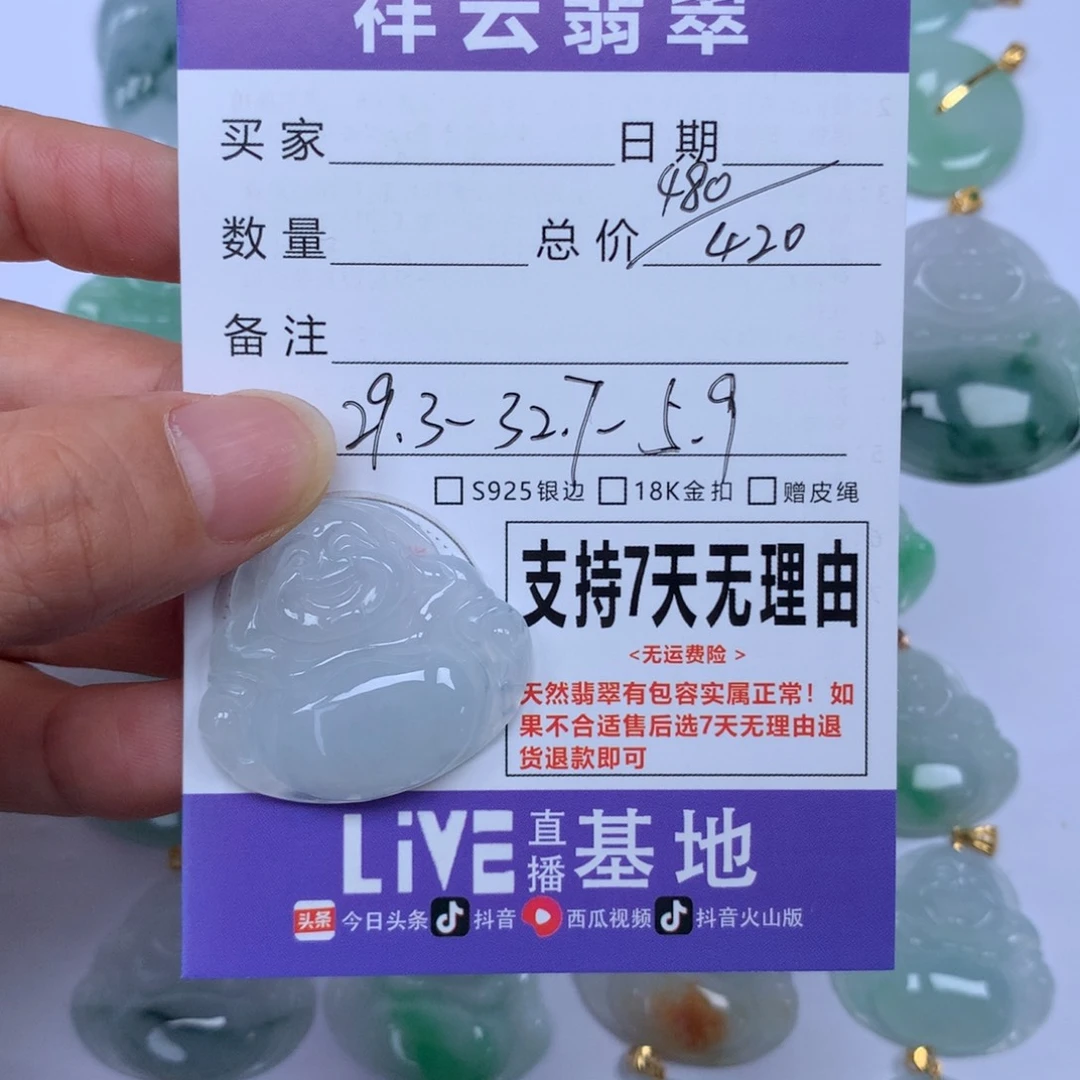 祥云翡翠
买家 日期
480
数量 总价 420
备注
29.3-32.7-5.9
S925银边 18K金扣 赠皮绳
支持7天无理由
<无运费险 >
天然翡翠有包容实属正常！如
果不合适售后选7天无理由退
货退款即可
LiVE 直播 基地
头条 今日头条 抖音 西瓜视频 抖音火山版